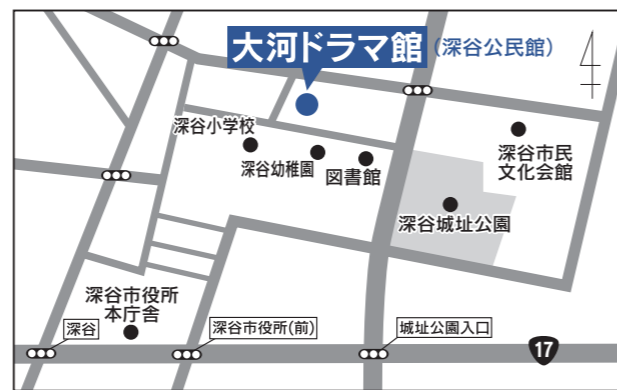 大河ドラマ館 (深谷公民館)
深谷小学校
深谷幼稚園
図書館
深谷市民
文化会館
深谷城址公園
深谷市役所
本庁舎
深谷
深谷市役所(前)
城址公園入口
17